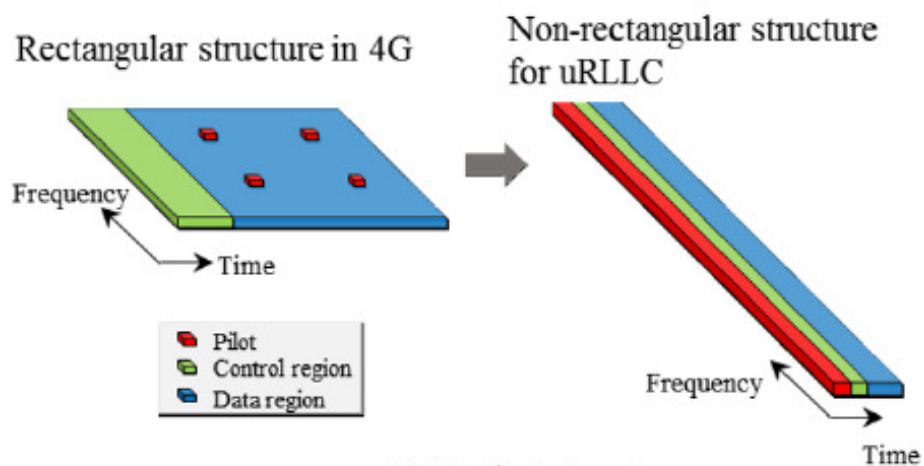 Rectangular structure in 4G
Non-rectangular structure
for uRLLC
Frequency
Time
Pilot
Control region
Data region
Frequency
Time